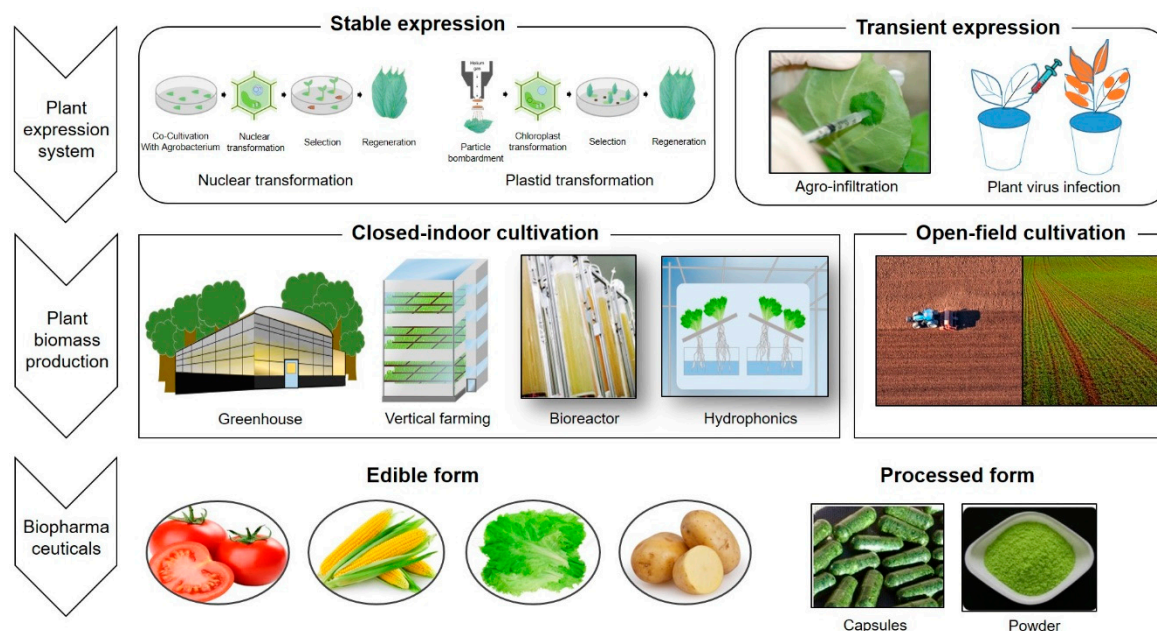 Stable expression
Transient expression
Plant
expression
system
Helium
gas
Co-Cultivation
With Agrobacterium
Nuclear
transformation
Selection
Regeneration
Particle
bombardment
Chloroplast
transformation
Selection
Regeneration
Nuclear transformation
Plastid transformation
Agro-infiltration
Plant virus infection
Closed-indoor cultivation
Open-field cultivation
Plant
biomass
production
Greenhouse
Vertical farming
Bioreactor
Hydrophonics
Edible form
Processed form
Biopharma
ceuticals
Capsules
Powder